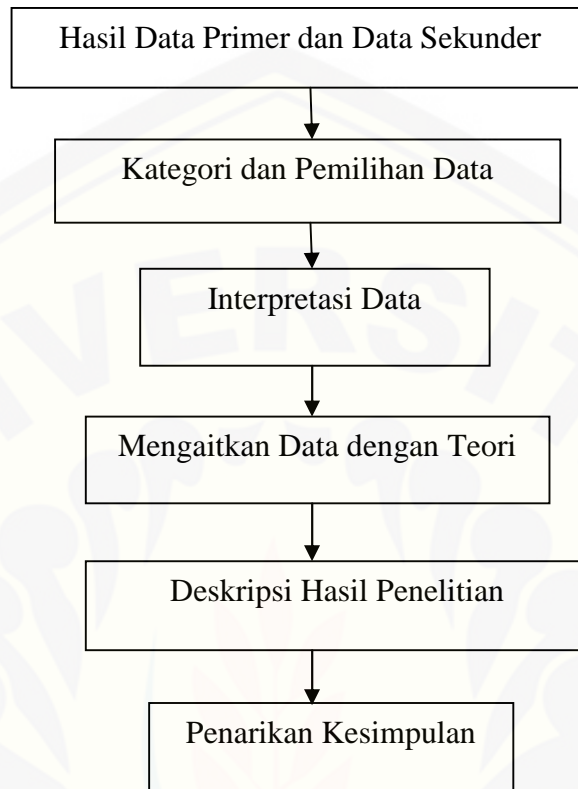 Hasil Data Primer dan Data Sekunder
Kategori dan Pemilihan Data
Interpretasi Data
Mengaitkan Data dengan Teori
Deskripsi Hasil Penelitian
Penarikan Kesimpulan